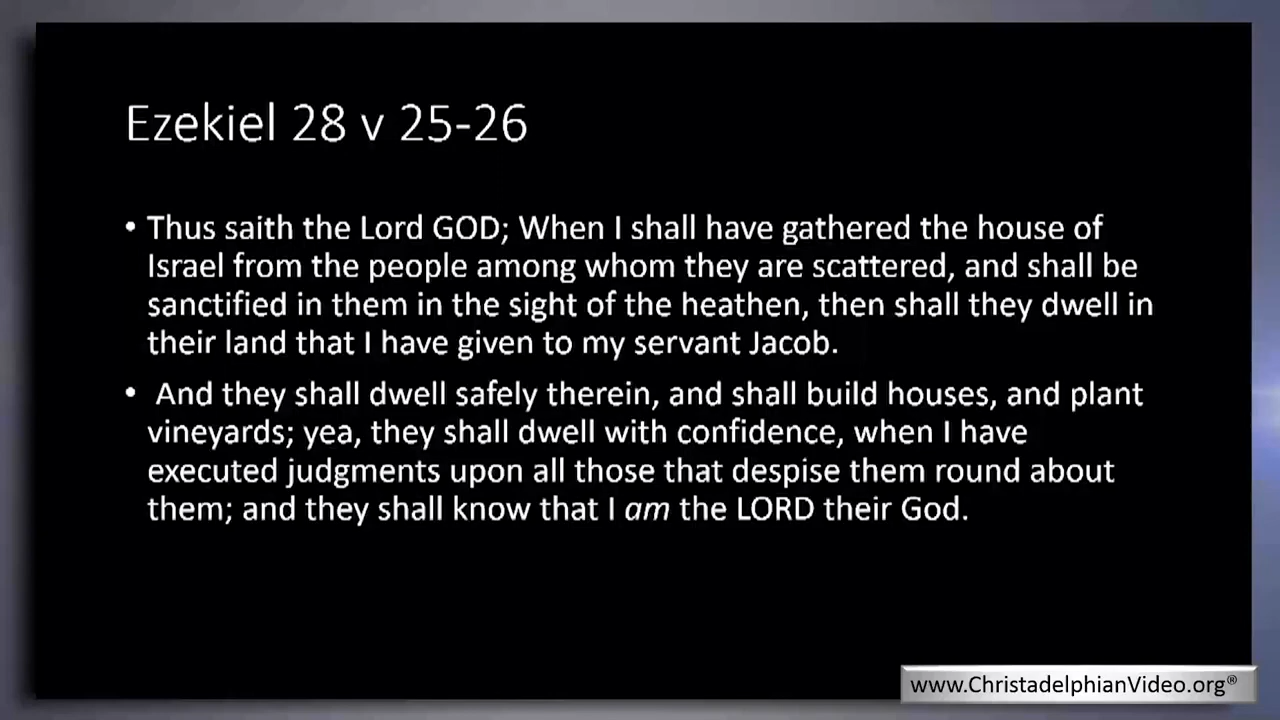 Ezekiel 28 v 25-26
• Thus saith the Lord GOD; When I shall have gathered the house of
Israel from the people among whom they are scattered, and shall be
sanctified in them in the sight of the heathen, then shall they dwell in
their land that I have given to my servant Jacob.
• And they shall dwell safely therein, and shall build houses, and plant
vineyards; yea, they shall dwell with confidence, when I have
executed judgments upon all those that despise them round about
them; and they shall know that I am the LORD their God.
www.ChristadelphianVideo.org®